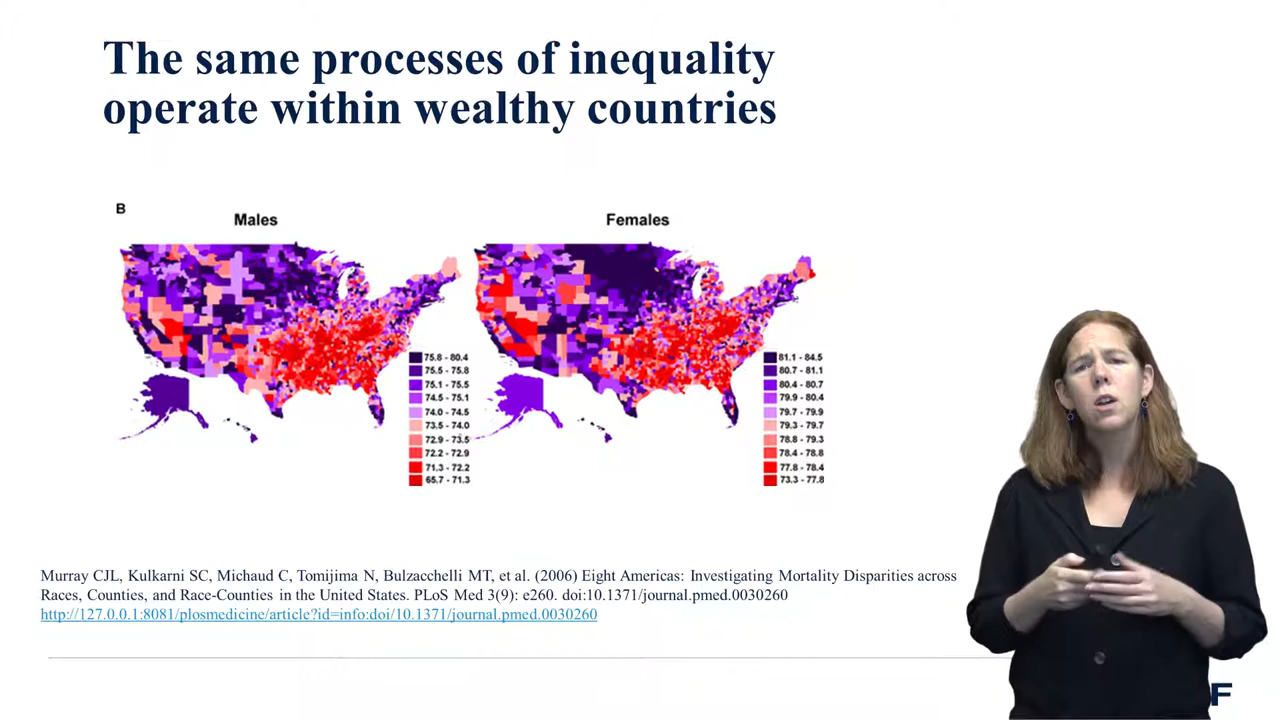 The same processes of inequality
operate within wealthy countries
B
Males
Females
75.8 - 80.4
75.5 - 75.8
75.1 - 75.5
74.5 - 75.1
74.0 - 74.5
73.5 - 74.0
72.9 - 73.5
72.2 - 72.9
71.3 - 72.2
65.7 - 71.3
81.1 - 84.5
80.7 - 81.1
80.4 - 80.7
79.9 - 80.4
79.7 - 79.9
79.3 - 79.7
78.8 - 79.3
78.4 - 78.8
77.8 - 78.4
73.3 - 77.8
Murray CJL, Kulkarni SC, Michaud C, Tomijima N, Bulzacchelli MT, et al. (2006) Eight Americas: Investigating Mortality Disparities across
Races, Counties, and Race-Counties in the United States. PLoS Med 3(9): e260. doi:10.1371/journal.pmed.0030260
http://127.0.0.1:8081/plosmedicine/article?id=info:doi/10.1371/journal.pmed.0030260
F